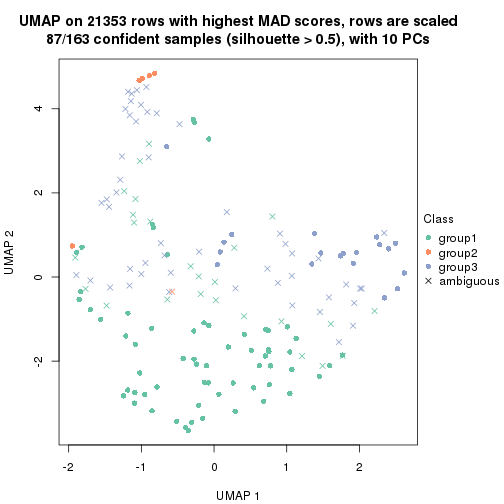 UMAP on 21353 rows with highest MAD scores, rows are scaled
87/163 confident samples (silhouette > 0.5), with 10 PCs
Class
group1
group2
group3
ambiguous
UMAP 2
4
2
0
-2
-2
-1
0
1
2
UMAP 1